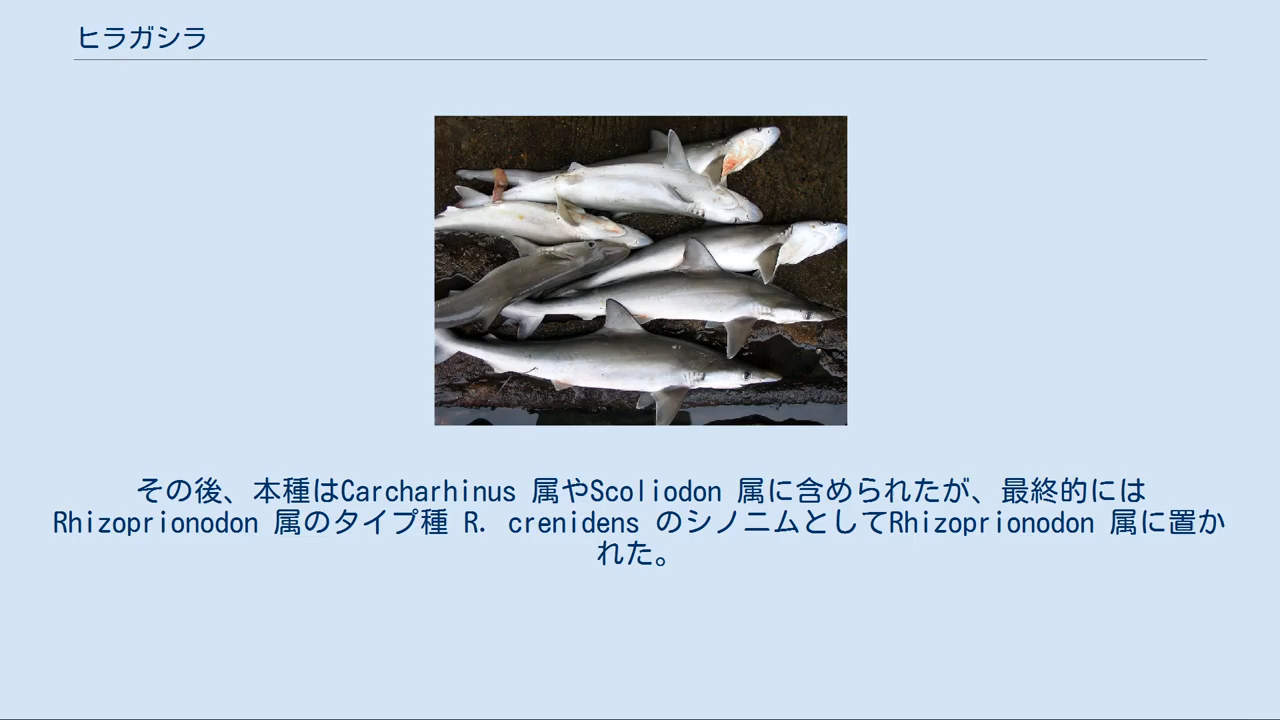 ヒラガシラ
その後、本種はCarcharhinus 属やScoliodon 属に含められたが、最終的には
Rhizoprionodon 属のタイプ種 R. crenidens のシノニムとしてRhizoprionodon 属に置か
れた。